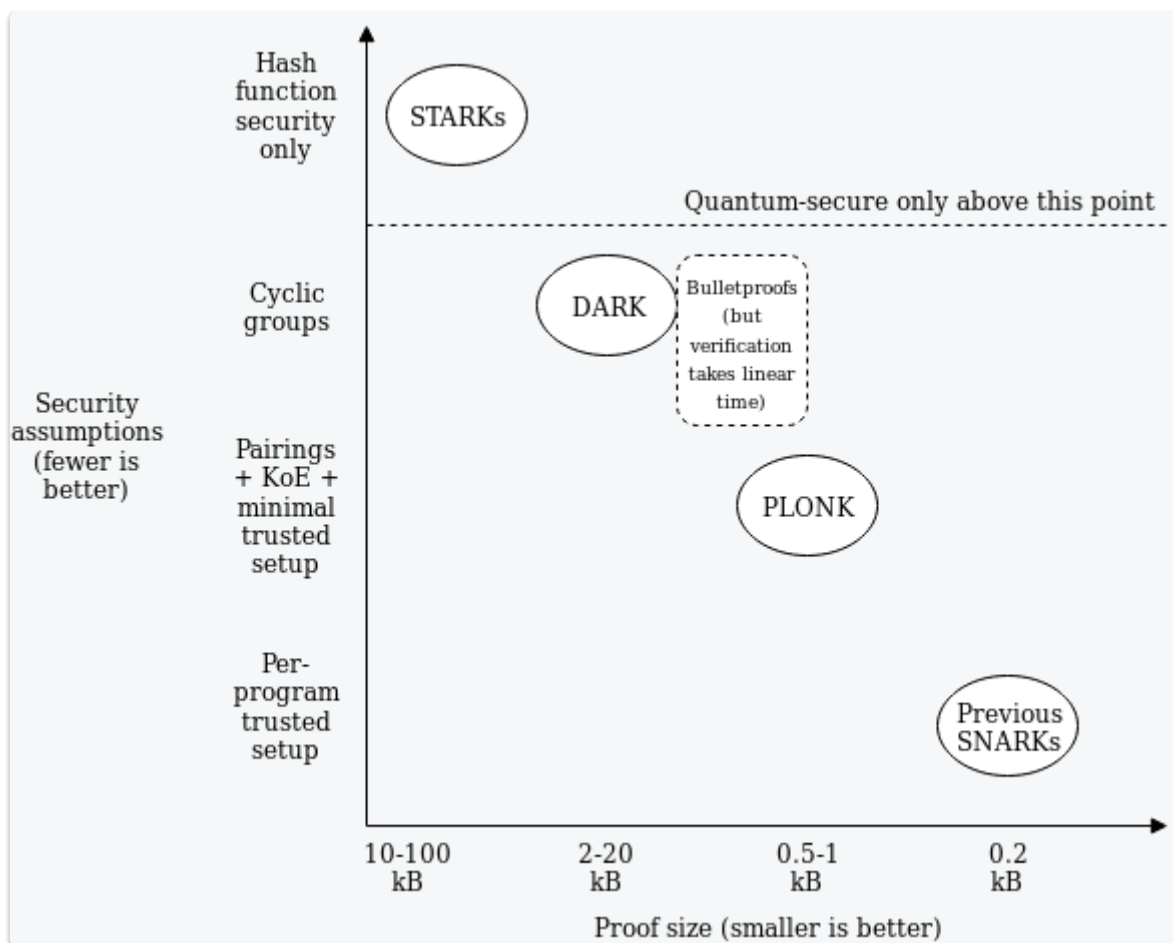 Hash
function
security
only
STARKs
Quantum-secure only above this point
Cyclic
groups
DARK
Bulletproofs
(but
verification
takes linear
time)
Security
assumptions
(fewer is
better)
Pairings
+ KoE +
minimal
trusted
setup
PLONK
Per-
program
trusted
setup
Previous
SNARKs
10-100
kB
2-20
kB
0.5-1
kB
0.2
kB
Proof size (smaller is better)